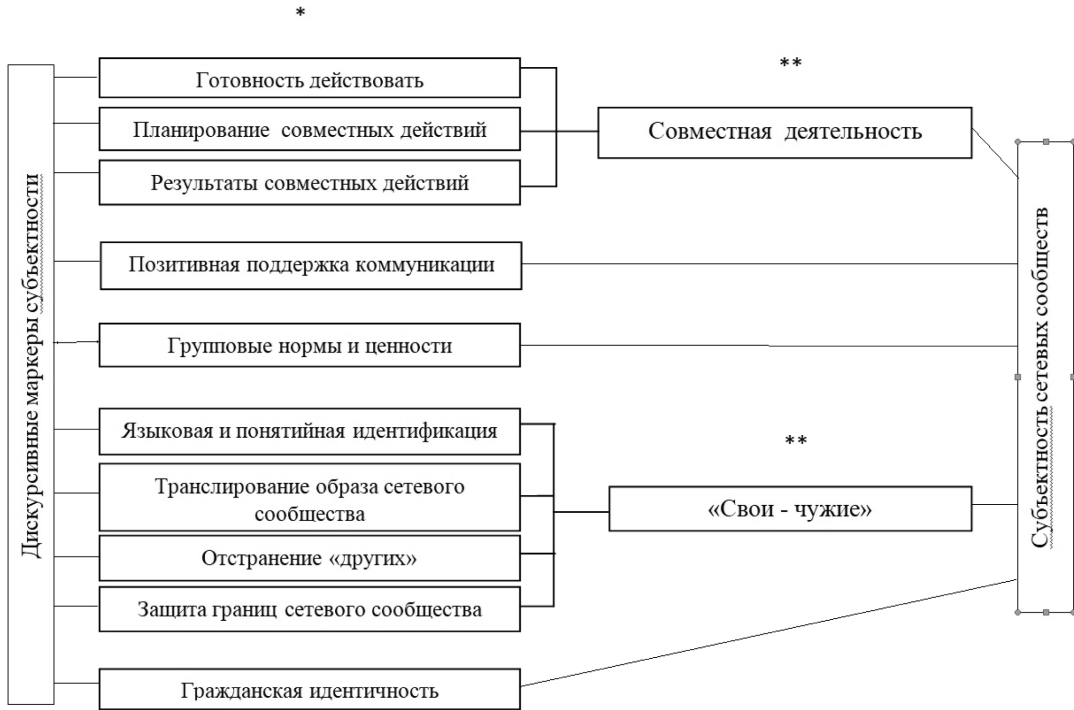 *
**
Готовность действовать
Планирование совместных действий
Результаты совместных действий
Совместная деятельность
Позитивная поддержка коммуникации
Групповые нормы и ценности
Языковая и понятийная идентификация
Транслирование образа сетевого
сообщества
Отстранение «других»
Защита границ сетевого сообщества
**
«Свои - чужие»
Гражданская идентичность
Дискурсивные маркеры субъектности
Субъектность сетевых сообществ